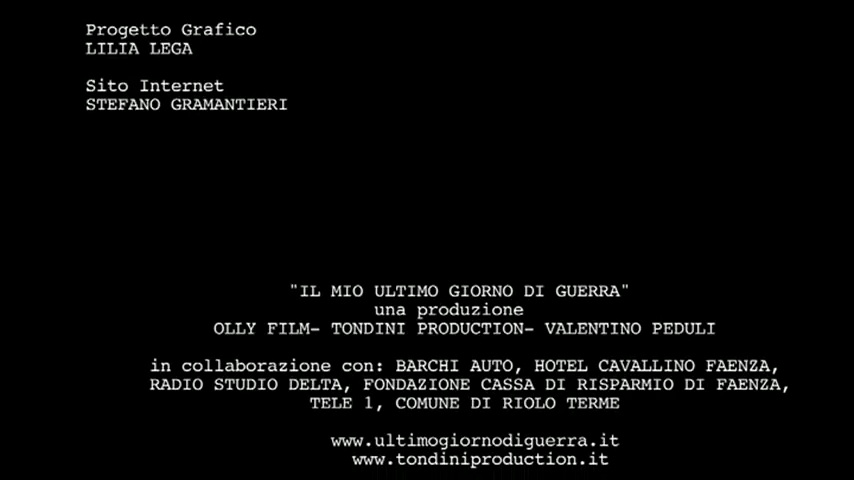 Progetto Grafico
LILIA LEGA
Sito Internet
STEFANO GRAMANTIERI
"IL MIO ULTIMO GIORNO DI GUERRA"
una produzione
OLLY FILM- TONDINI PRODUCTION- VALENTINO PEDULI
in collaborazione con: BARCHI AUTO, HOTEL CAVALLINO FAENZA,
RADIO STUDIO DELTA, FONDAZIONE CASSA DI RISPARMIO DI FAENZA,
TELE 1, COMUNE DI RIOLO TERME
www.ultimogiornodiguerra.it
www.tondiniproduction.it